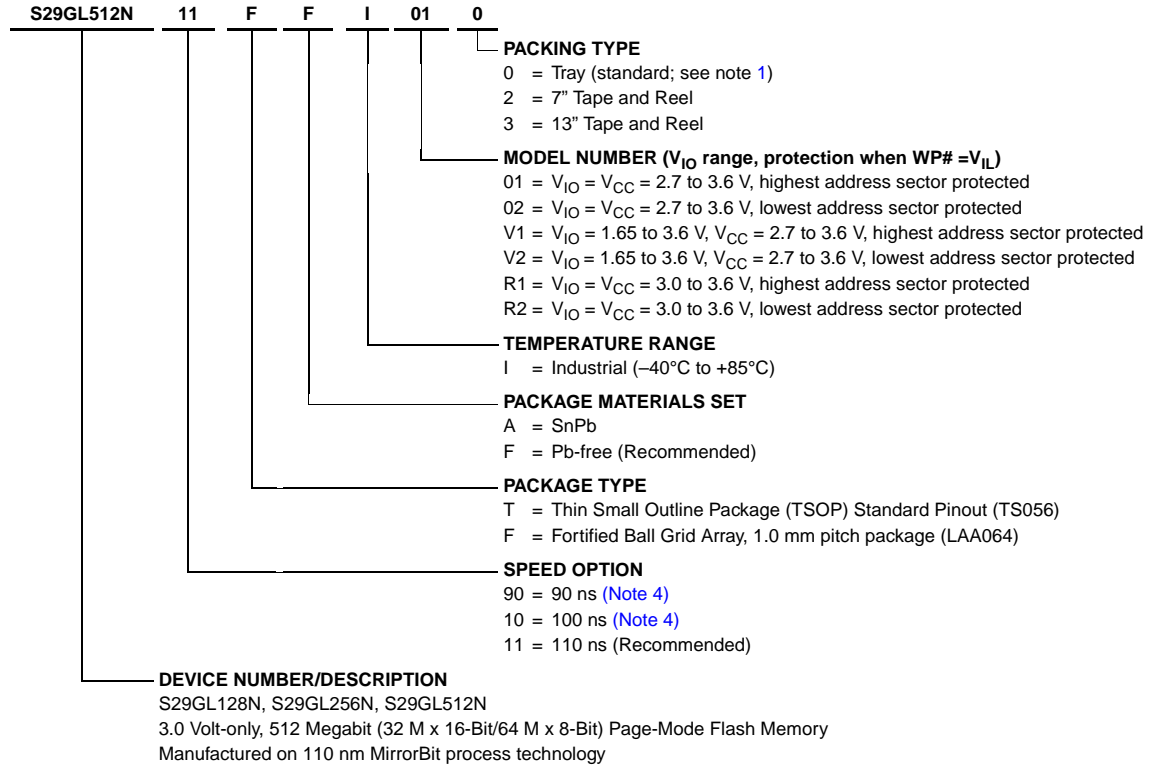 S29GL512N 11 F F I 01 0
PACKING TYPE
0 = Tray (standard; see note 1)
2 = 7” Tape and Reel
3 = 13” Tape and Reel
MODEL NUMBER (VIO range, protection when WP# =VIL)
01 = VIO = VCC = 2.7 to 3.6 V, highest address sector protected
02 = VIO = VCC = 2.7 to 3.6 V, lowest address sector protected
V1 = VIO = 1.65 to 3.6 V, VCC = 2.7 to 3.6 V, highest address sector protected
V2 = VIO = 1.65 to 3.6 V, VCC = 2.7 to 3.6 V, lowest address sector protected
R1 = VIO = VCC = 3.0 to 3.6 V, highest address sector protected
R2 = VIO = VCC = 3.0 to 3.6 V, lowest address sector protected
TEMPERATURE RANGE
I = Industrial (–40°C to +85°C)
PACKAGE MATERIALS SET
A = SnPb
F = Pb-free (Recommended)
PACKAGE TYPE
T = Thin Small Outline Package (TSOP) Standard Pinout (TS056)
F = Fortified Ball Grid Array, 1.0 mm pitch package (LAA064)
SPEED OPTION
90 = 90 ns (Note 4)
10 = 100 ns (Note 4)
11 = 110 ns (Recommended)
DEVICE NUMBER/DESCRIPTION
S29GL128N, S29GL256N, S29GL512N
3.0 Volt-only, 512 Megabit (32 M x 16-Bit/64 M x 8-Bit) Page-Mode Flash Memory
Manufactured on 110 nm MirrorBit process technology